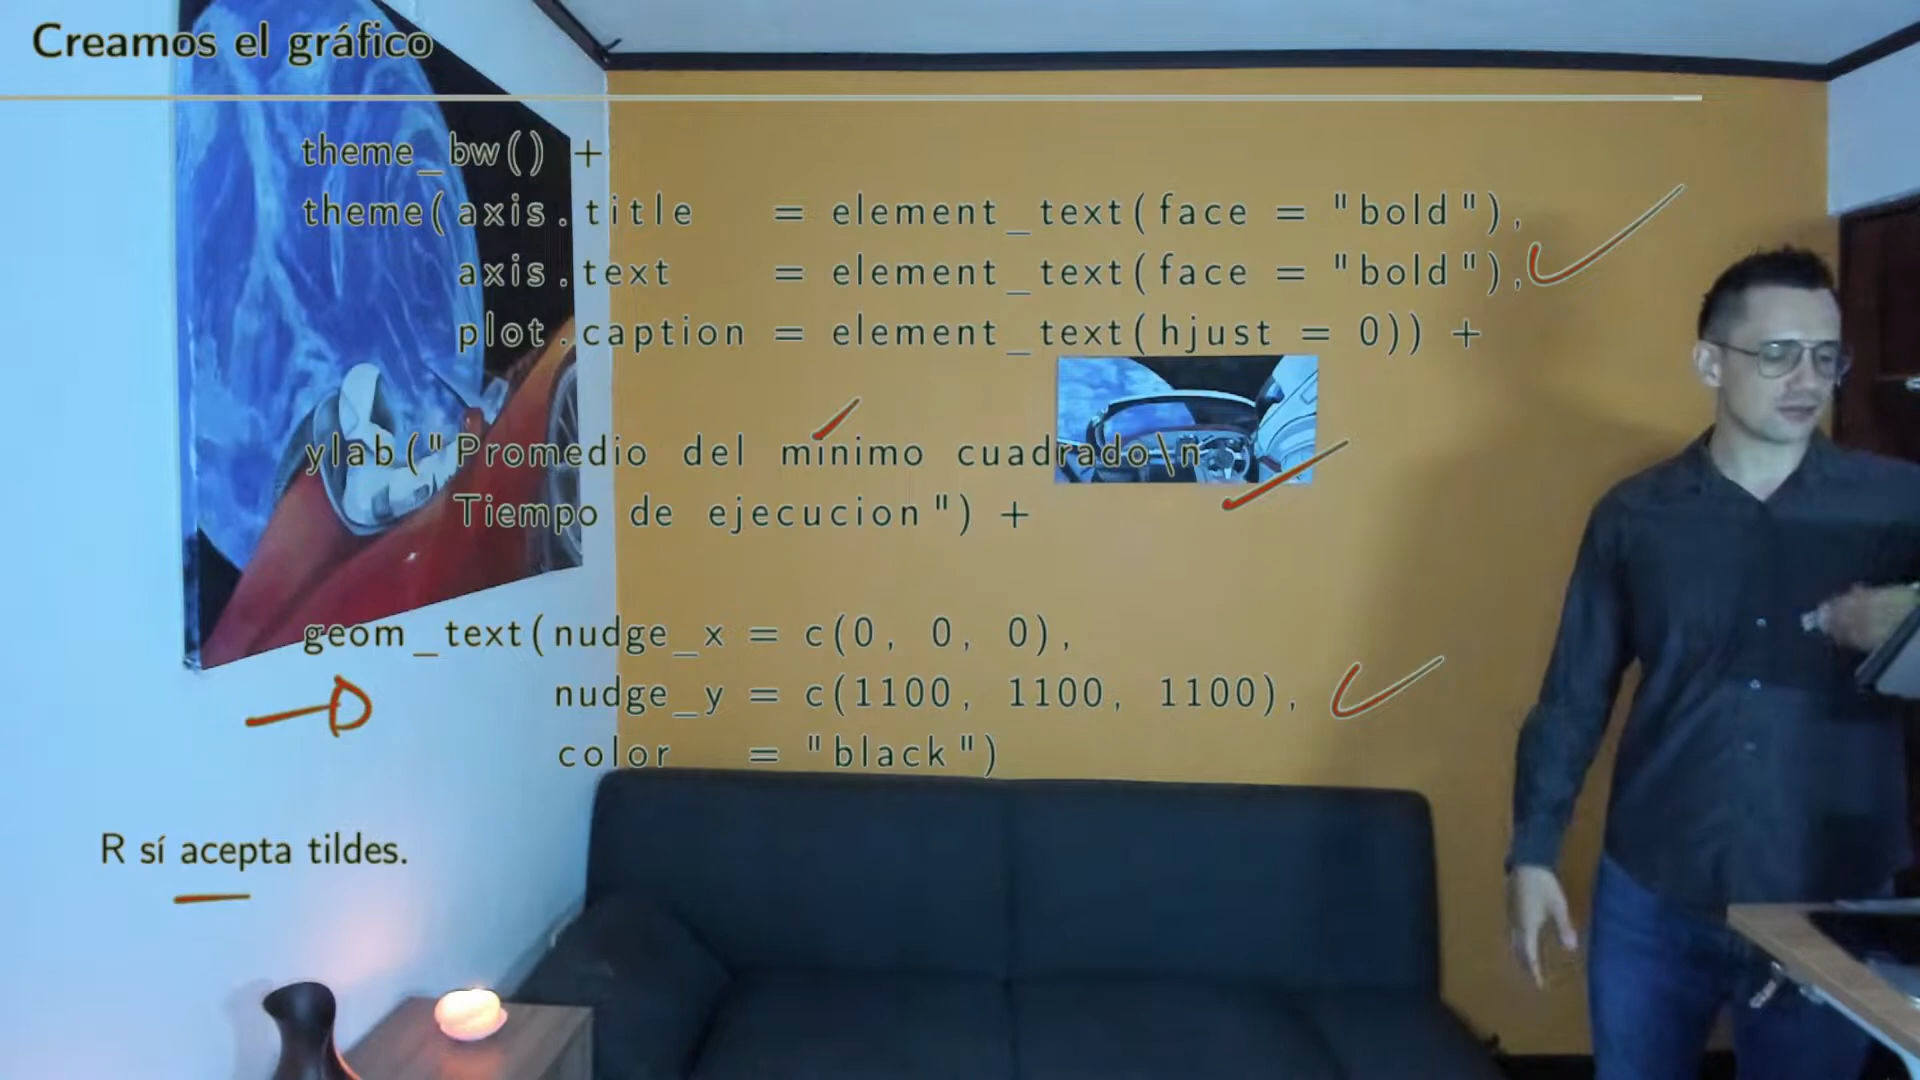 Creamos el gráfico
theme_bw() +
theme(axis.title = element_text(face = "bold"),
axis.text = element_text(face = "bold"),
plot.caption = element_text(hjust = 0)) +
ylab("Promedio del minimo cuadrado\n
Tiempo de ejecucion") +
geom_text(nudge_x = c(0, 0, 0),
nudge_y = c(1100, 1100, 1100),
color = "black")
R sí acepta tildes.